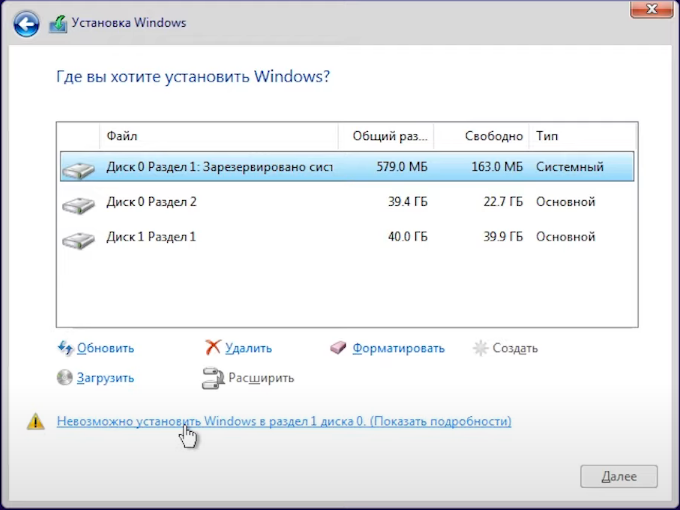 Установка Windows
Где вы хотите установить Windows?
Файл Общий раз... Свободно Тип
Диск 0 Раздел 1: Зарезервировано сист 579.0 МБ 163.0 МБ Системный
Диск 0 Раздел 2 39.4 ГБ 22.7 ГБ Основной
Диск 1 Раздел 1 40.0 ГБ 39.9 ГБ Основной
Обновить Удалить Форматировать Создать
Загрузить Расширить
Невозможно установить Windows в раздел 1 диска 0. (Показать подробности)
Далее